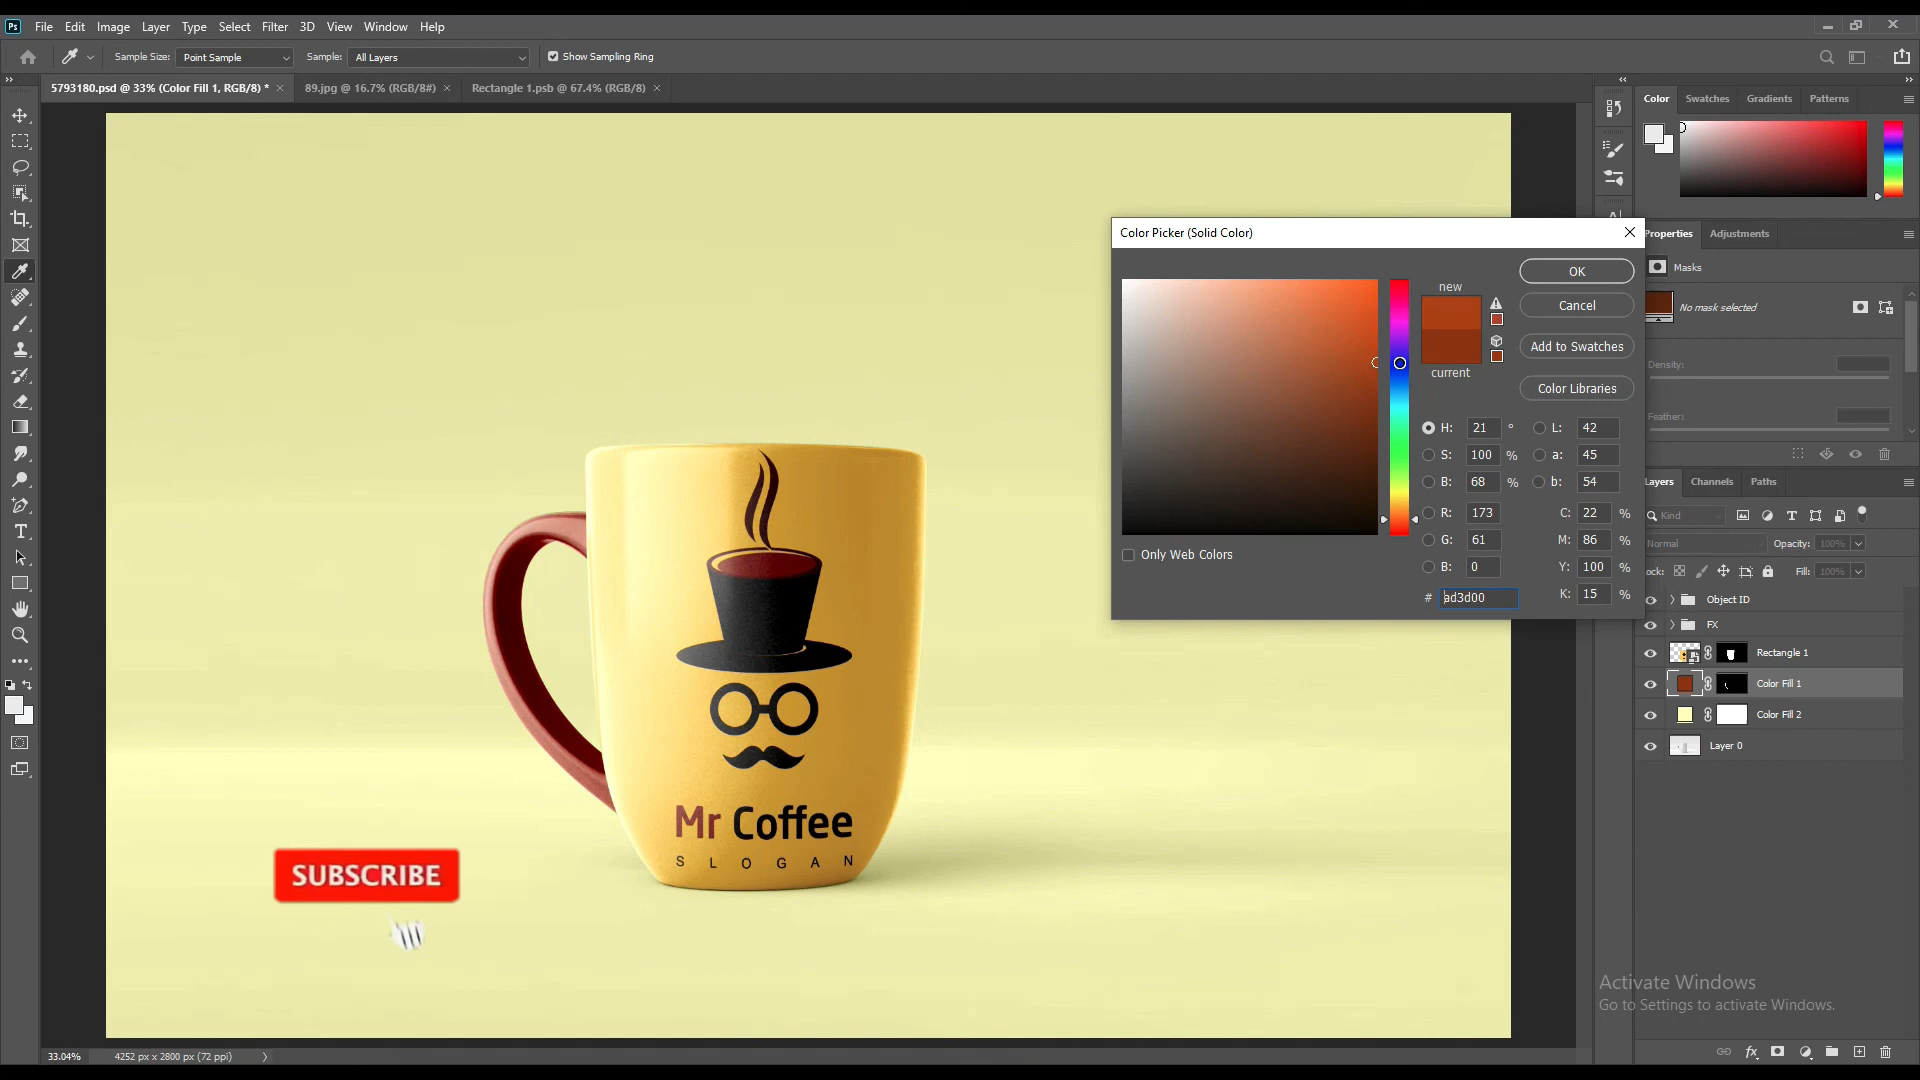 Ps File Edit Image Layer Type Select Filter 3D View Window Help
Sample Size: Point Sample Sample: All Layers Show Sampling Ring
5793180.psd @ 33% (Color Fill 1, RGB/8) * × 89.jpg @ 16.7% (RGB/8#) × Rectangle 1.psb @ 67.4% (RGB/8) ×
Color Swatches Gradients Patterns
Properties Adjustments
Masks
No mask selected
Density:
Feather:
Color Picker (Solid Color)
new
current
OK
Cancel
Add to Swatches
Color Libraries
H: 21 ° L: 42
S: 100 % a: 45
B: 68 % b: 54
R: 173 C: 22 %
G: 61 M: 86 %
B: 0 Y: 100 %
# ad3d00 K: 15 %
Only Web Colors
Layers Channels Paths
Kind
Normal Opacity: 100%
Fill: 100%
Object ID
FX
Rectangle 1
Color Fill 1
Color Fill 2
Layer 0
Mr Coffee
SLOGAN
SUBSCRIBE
Activate Windows
Go to Settings to activate Windows.
33.04% 4252 px x 2800 px (72 ppi)